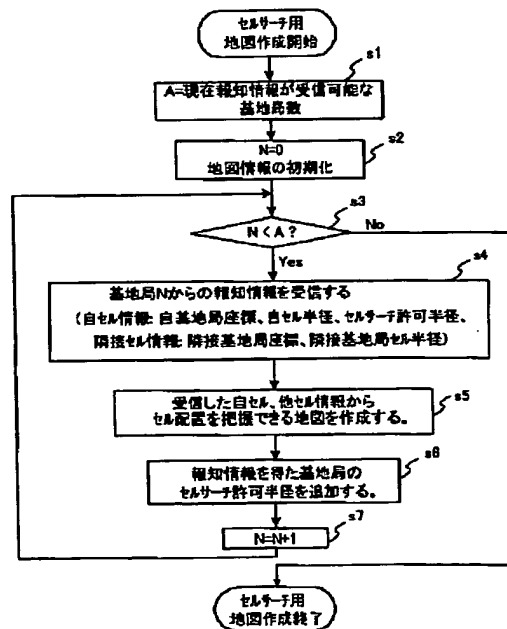 セルサーチ用
地図作成開始
s1
A=現在報知情報が受信可能な
基地局数
s2
N=0
地図情報の初期化
s3
N<A?
No
Yes
s4
基地局Nからの報知情報を受信する
(自セル情報:自基地局座標、自セル半径、セルサーチ許可半径、
隣接セル情報:隣接基地局座標、隣接基地局セル半径)
受信した自セル、他セル情報から
セル配置を把握できる地図を作成する。
s5
s6
報知情報を得た基地局の
セルサーチ許可半径を追加する。
s7
N=N+1
セルサーチ用
地図作成終了